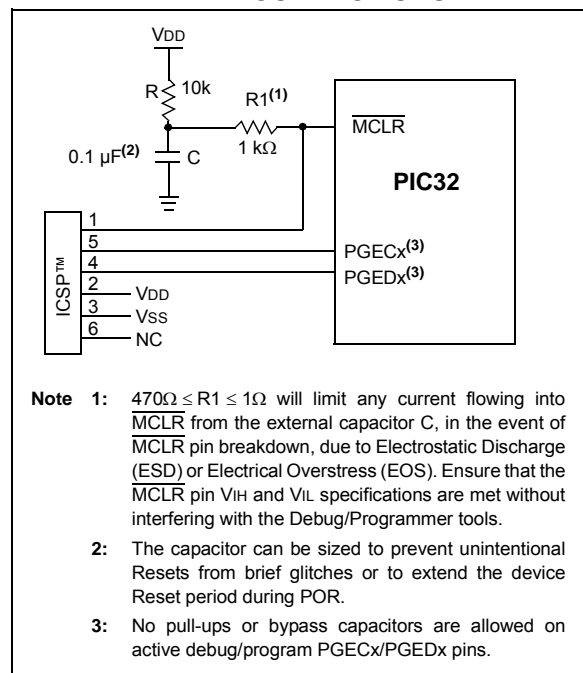 VDD
R
10k
R1(1)
1 kΩ
0.1 µF(2)
C
MCLR
PIC32
PGECx(3)
PGEDx(3)
ICSP™
1
5
4
2
VDD
3
VSS
6
NC
Note 1: 470Ω ≤ R1 ≤ 1Ω will limit any current flowing into
MCLR from the external capacitor C, in the event of
MCLR pin breakdown, due to Electrostatic Discharge
(ESD) or Electrical Overstress (EOS). Ensure that the
MCLR pin VIH and VIL specifications are met without
interfering with the Debug/Programmer tools.
2: The capacitor can be sized to prevent unintentional
Resets from brief glitches or to extend the device
Reset period during POR.
3: No pull-ups or bypass capacitors are allowed on
active debug/program PGECx/PGEDx pins.